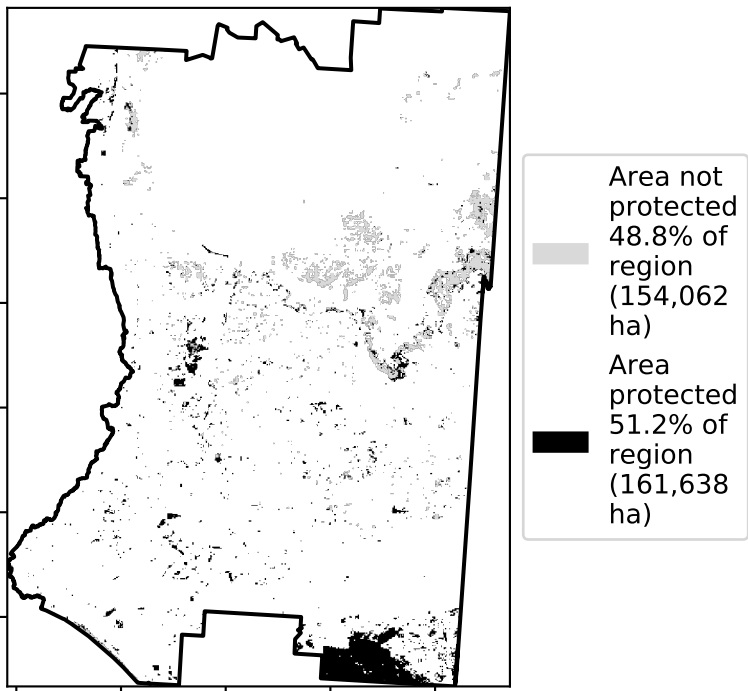 Area not
protected
48.8% of
region
(154,062
ha)
Area
protected
51.2% of
region
(161,638
ha)